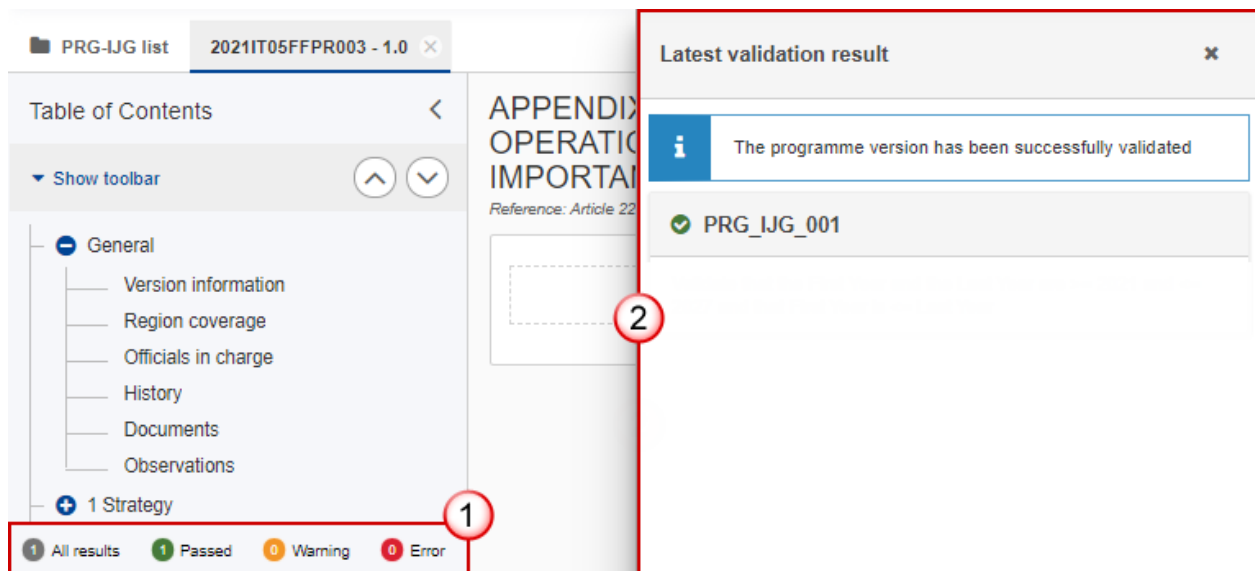 PRG-IJG list
2021IT05FFPR003 - 1.0
Table of Contents
Show toolbar
General
Version information
Region coverage
Officials in charge
History
Documents
Observations
1 Strategy
1
1 All results
1 Passed
0 Warning
0 Error
APPENDIX
OPERATIO
IMPORTAN
Reference: Article 22
2
Latest validation result
The programme version has been successfully validated
PRG_IJG_001